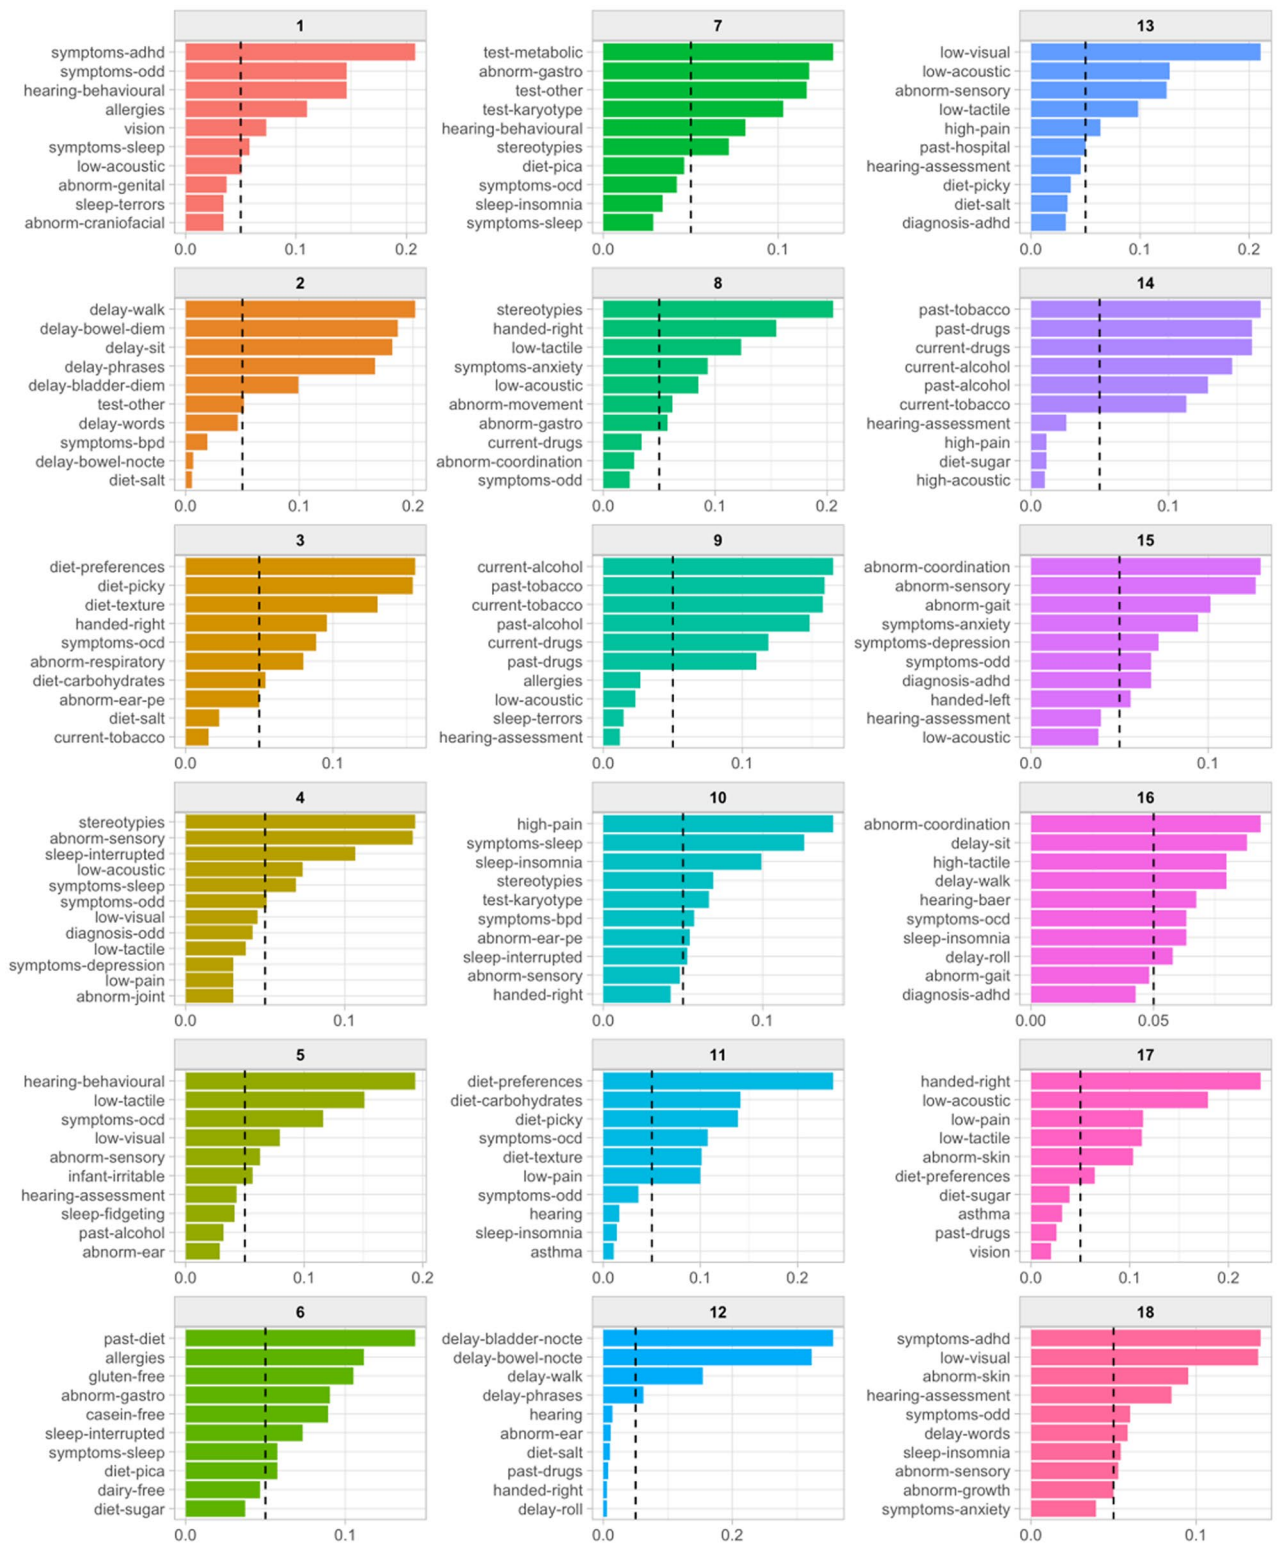 1
symptoms-adhd
symptoms-odd
hearing-behavioural
allergies
vision
symptoms-sleep
low-acoustic
abnorm-genital
sleep-terrors
abnorm-craniofacial
0.0 0.1 0.2
7
test-metabolic
abnorm-gastro
test-other
test-karyotype
hearing-behavioural
stereotypies
diet-pica
symptoms-ocd
sleep-insomnia
symptoms-sleep
0.0 0.1
13
low-visual
low-acoustic
abnorm-sensory
low-tactile
high-pain
past-hospital
hearing-assessment
diet-picky
diet-salt
diagnosis-adhd
0.0 0.1 0.2
2
delay-walk
delay-bowel-diem
delay-sit
delay-phrases
delay-bladder-diem
test-other
delay-words
symptoms-bpd
delay-bowel-nocte
diet-salt
0.0 0.1 0.2
8
stereotypies
handed-right
low-tactile
symptoms-anxiety
low-acoustic
abnorm-movement
abnorm-gastro
current-drugs
abnorm-coordination
symptoms-odd
0.0 0.1 0.2
14
past-tobacco
past-drugs
current-drugs
current-alcohol
past-alcohol
current-tobacco
hearing-assessment
high-pain
diet-sugar
high-acoustic
0.0 0.1
3
diet-preferences
diet-picky
diet-texture
handed-right
symptoms-ocd
abnorm-respiratory
diet-carbohydrates
abnorm-ear-pe
diet-salt
current-tobacco
0.0 0.1
9
current-alcohol
past-tobacco
current-tobacco
past-alcohol
current-drugs
past-drugs
allergies
low-acoustic
sleep-terrors
hearing-assessment
0.0 0.1
15
abnorm-coordination
abnorm-sensory
abnorm-gait
symptoms-anxiety
symptoms-depression
symptoms-odd
diagnosis-adhd
handed-left
hearing-assessment
low-acoustic
0.0 0.1
4
stereotypies
abnorm-sensory
sleep-interrupted
low-acoustic
symptoms-sleep
symptoms-odd
low-visual
diagnosis-odd
low-tactile
symptoms-depression
low-pain
abnorm-joint
0.0 0.1
10
high-pain
symptoms-sleep
sleep-insomnia
stereotypies
test-karyotype
symptoms-bpd
abnorm-ear-pe
sleep-interrupted
abnorm-sensory
handed-right
0.0 0.1
16
abnorm-coordination
delay-sit
high-tactile
delay-walk
hearing-baer
symptoms-ocd
sleep-insomnia
delay-roll
abnorm-gait
diagnosis-adhd
0.00 0.05
5
hearing-behavioural
low-tactile
symptoms-ocd
low-visual
abnorm-sensory
infant-irritable
hearing-assessment
sleep-fidgeting
past-alcohol
abnorm-ear
0.0 0.1 0.2
11
diet-preferences
diet-carbohydrates
diet-picky
symptoms-ocd
diet-texture
low-pain
symptoms-odd
hearing
sleep-insomnia
asthma
0.0 0.1 0.2
17
handed-right
low-acoustic
low-pain
low-tactile
abnorm-skin
diet-preferences
diet-sugar
asthma
past-drugs
vision
0.0 0.1 0.2
6
past-diet
allergies
gluten-free
abnorm-gastro
casein-free
sleep-interrupted
symptoms-sleep
diet-pica
dairy-free
diet-sugar
0.0 0.1
12
delay-bladder-nocte
delay-bowel-nocte
delay-walk
delay-phrases
hearing
abnorm-ear
diet-salt
past-drugs
handed-right
delay-roll
0.0 0.2
18
symptoms-adhd
low-visual
abnorm-skin
hearing-assessment
symptoms-odd
delay-words
sleep-insomnia
abnorm-sensory
abnorm-growth
symptoms-anxiety
0.0 0.1